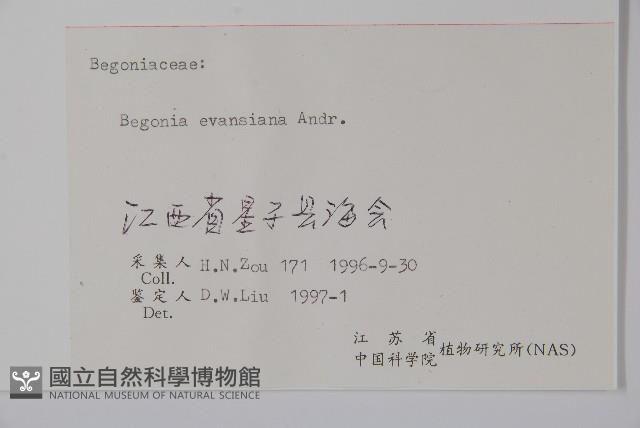 Begoniaceae:
Begonia evansiana Andr.
江西省星子县海会
采集人 H.N.Zou 171 1996-9-30
Coll.
鉴定人 D.W.Liu 1997-1
Det.
江苏省
中国科学院 植物研究所(NAS)
國立自然科學博物館
NATIONAL MUSEUM OF NATURAL SCIENCE